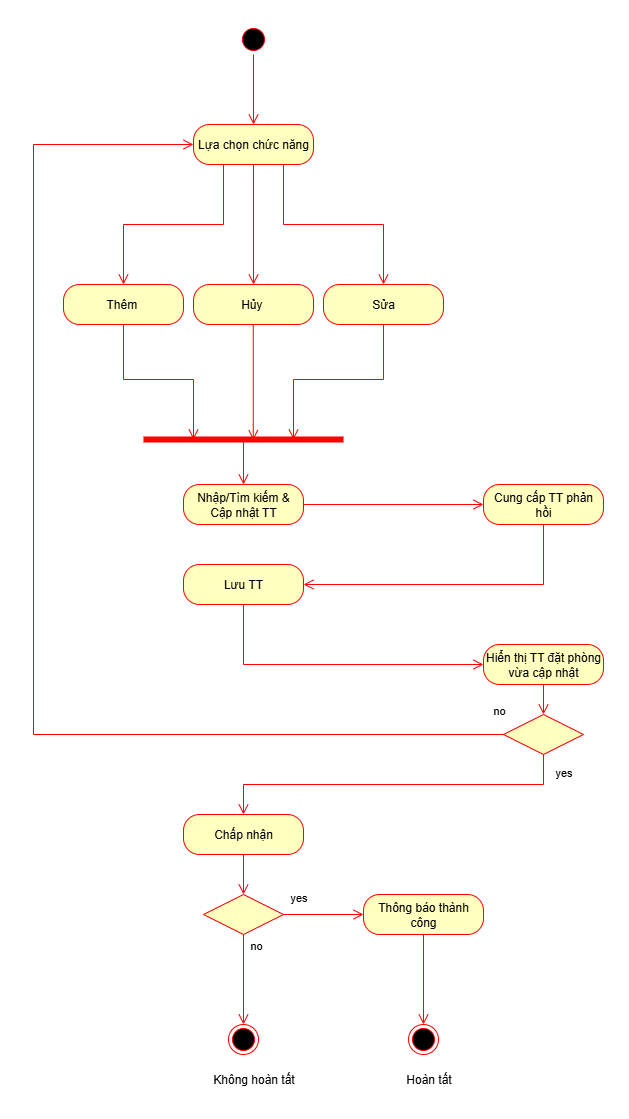 Lựa chọn chức năng
Thêm
Hủy
Sửa
Nhập/Tìm kiếm &
Cập nhật TT
Cung cấp TT phản
hồi
Lưu TT
Hiển thị TT đặt phòng
vừa cập nhật
no
yes
Chấp nhận
yes
Thông báo thành
công
no
Không hoàn tất
Hoàn tất